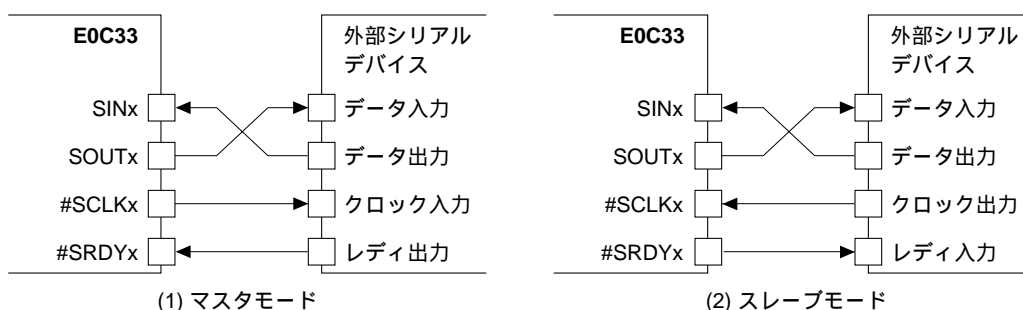 E0C33
外部シリアル
デバイス
SINx
データ入力
SOUTx
データ出力
#SCLKx
クロック入力
#SRDYx
レディ出力
(1) マスタモード
E0C33
外部シリアル
デバイス
SINx
データ入力
SOUTx
データ出力
#SCLKx
クロック出力
#SRDYx
レディ入力
(2) スレーブモード